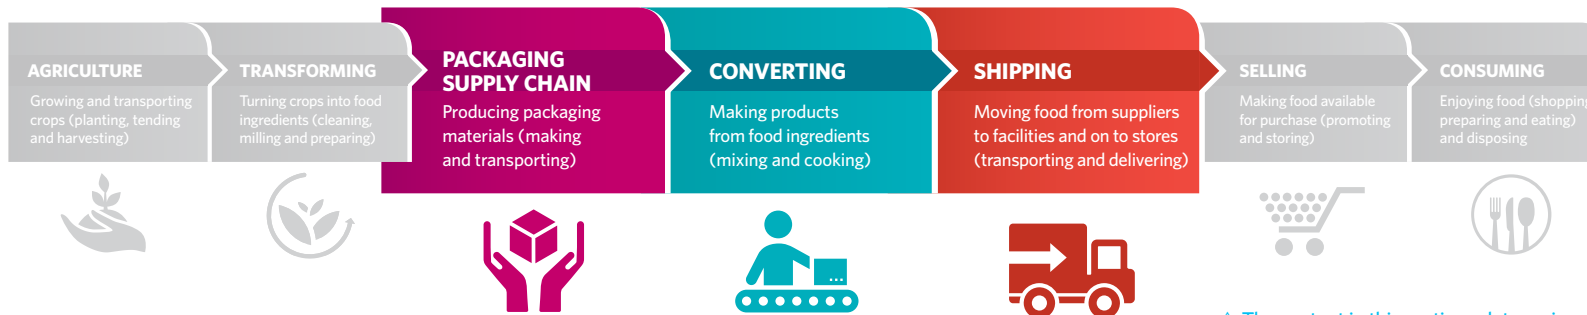 AGRICULTURE
Growing and transporting
crops (planting, tending
and harvesting)
TRANSFORMING
Turning crops into food
ingredients (cleaning,
milling and preparing)
PACKAGING
SUPPLY CHAIN
Producing packaging
materials (making
and transporting)
CONVERTING
Making products
from food ingredients
(mixing and cooking)
SHIPPING
Moving food from suppliers
to facilities and on to stores
(transporting and delivering)
SELLING
Making food available
for purchase (promoting
and storing)
CONSUMING
Enjoying food (shopping
preparing and eating)
and disposing